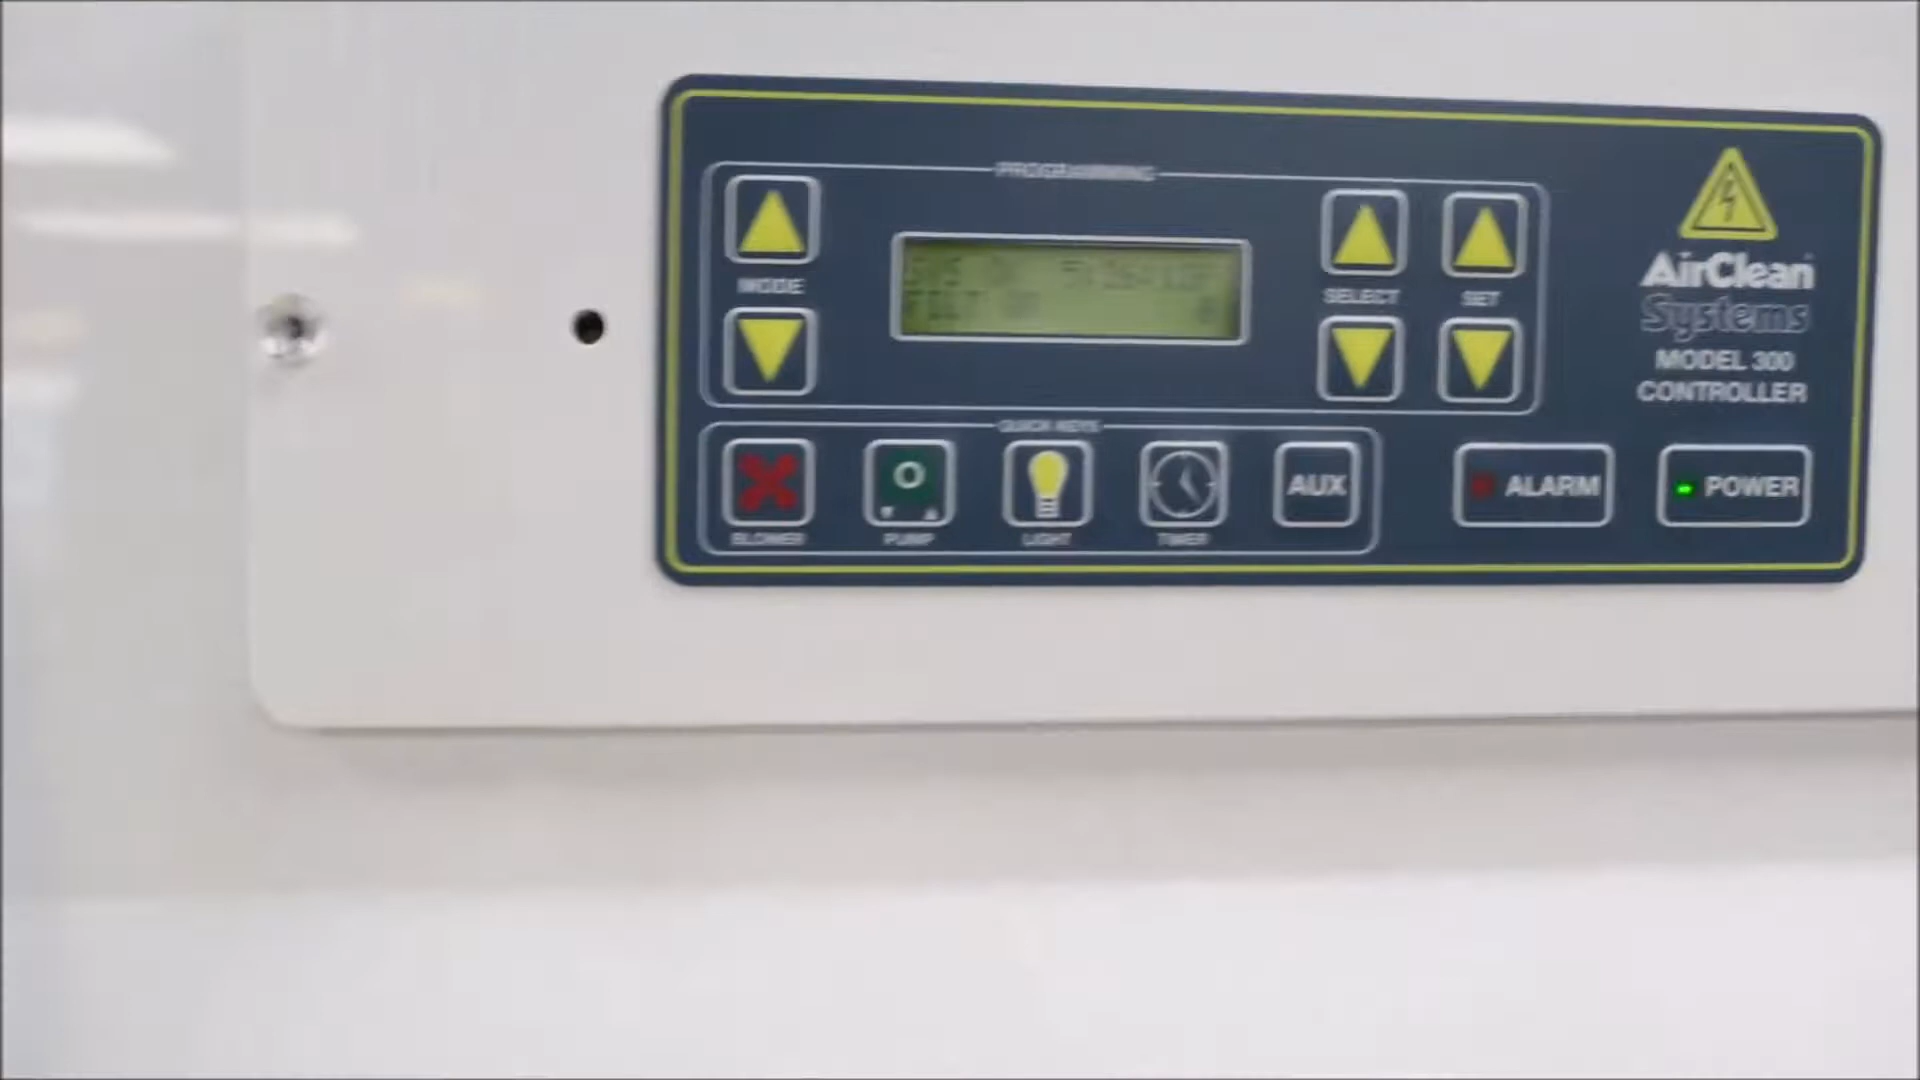 PROGRAMMING
MODE
SELECT
SET
AirClean
Systems
MODEL 300
CONTROLLER
QUICK KEYS
O
AUX
ALARM
POWER
BLOWER
PUMP
LIGHT
TIMER